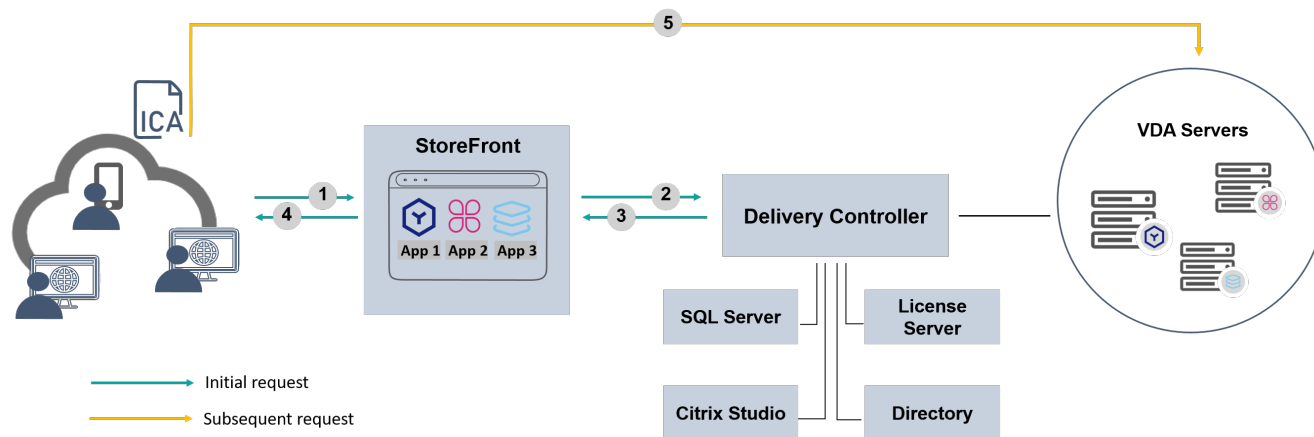 5
ICA
VDA Servers
StoreFront
1
2
4
3
Delivery Controller
App 1 App 2 App 3
SQL Server
License
Server
Initial request
Citrix Studio
Directory
Subsequent request